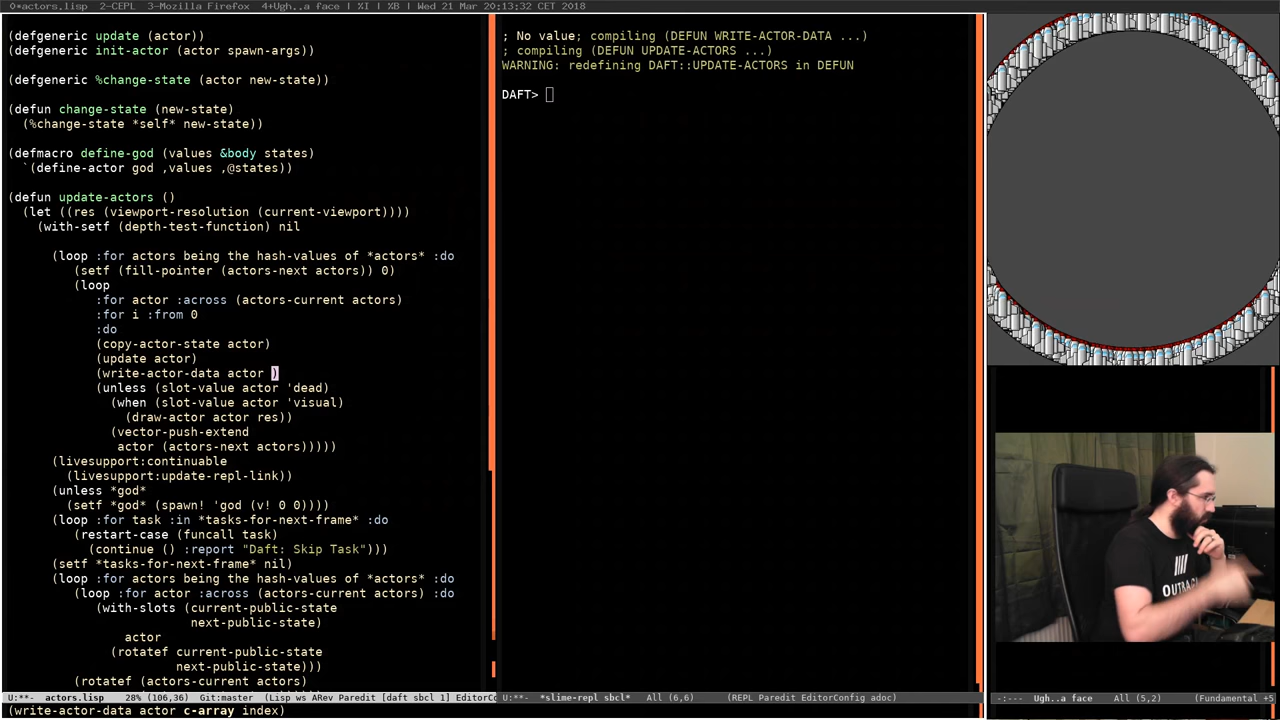 0*actors.lisp  2-CEPL  3-Mozilla Firefox  4+Ugh..a face | %I | %B | Wed 21 Mar 20:13:32 CET 2018
(defgeneric update (actor))
(defgeneric init-actor (actor spawn-args))
(defgeneric %change-state (actor new-state))
(defun change-state (new-state)
(%change-state *self* new-state))
(defmacro define-god (values &body states)
`(define-actor god ,values ,@states))
(defun update-actors ()
(let ((res (viewport-resolution (current-viewport))))
(with-setf (depth-test-function) nil
(loop :for actors being the hash-values of *actors* :do
(setf (fill-pointer (actors-next actors)) 0)
(loop
:for actor :across (actors-current actors)
:for i :from 0
:do
(copy-actor-state actor)
(update actor)
(write-actor-data actor )
(unless (slot-value actor 'dead)
(when (slot-value actor 'visual)
(draw-actor actor res))
(vector-push-extend
actor (actors-next actors)))))
(livesupport:continuable
(livesupport:update-repl-link))
(unless *god*
(setf *god* (spawn! 'god (v! 0 0))))
(loop :for task :in *tasks-for-next-frame* :do
(restart-case (funcall task)
(continue () :report "Daft: Skip Task")))
(setf *tasks-for-next-frame* nil)
(loop :for actors being the hash-values of *actors* :do
(loop :for actor :across (actors-current actors) :do
(with-slots (current-public-state
next-public-state)
actor
(rotatef current-public-state
next-public-state)))
(rotatef (actors-current actors)
U:**-  actors.lisp  28% (106,36)  Git:master  (Lisp ws ARev Paredit [daft sbcl 1] EditorCo
(write-actor-data actor c-array index)
; No value; compiling (DEFUN WRITE-ACTOR-DATA ...)
; compiling (DEFUN UPDATE-ACTORS ...)
WARNING: redefining DAFT::UPDATE-ACTORS in DEFUN
DAFT>
U:**-  *slime-repl sbcl*  All (6,6)  (REPL Paredit EditorConfig adoc)
OUTRAG
-:---  Ugh..a face  All (5,2)  (Fundamental +5